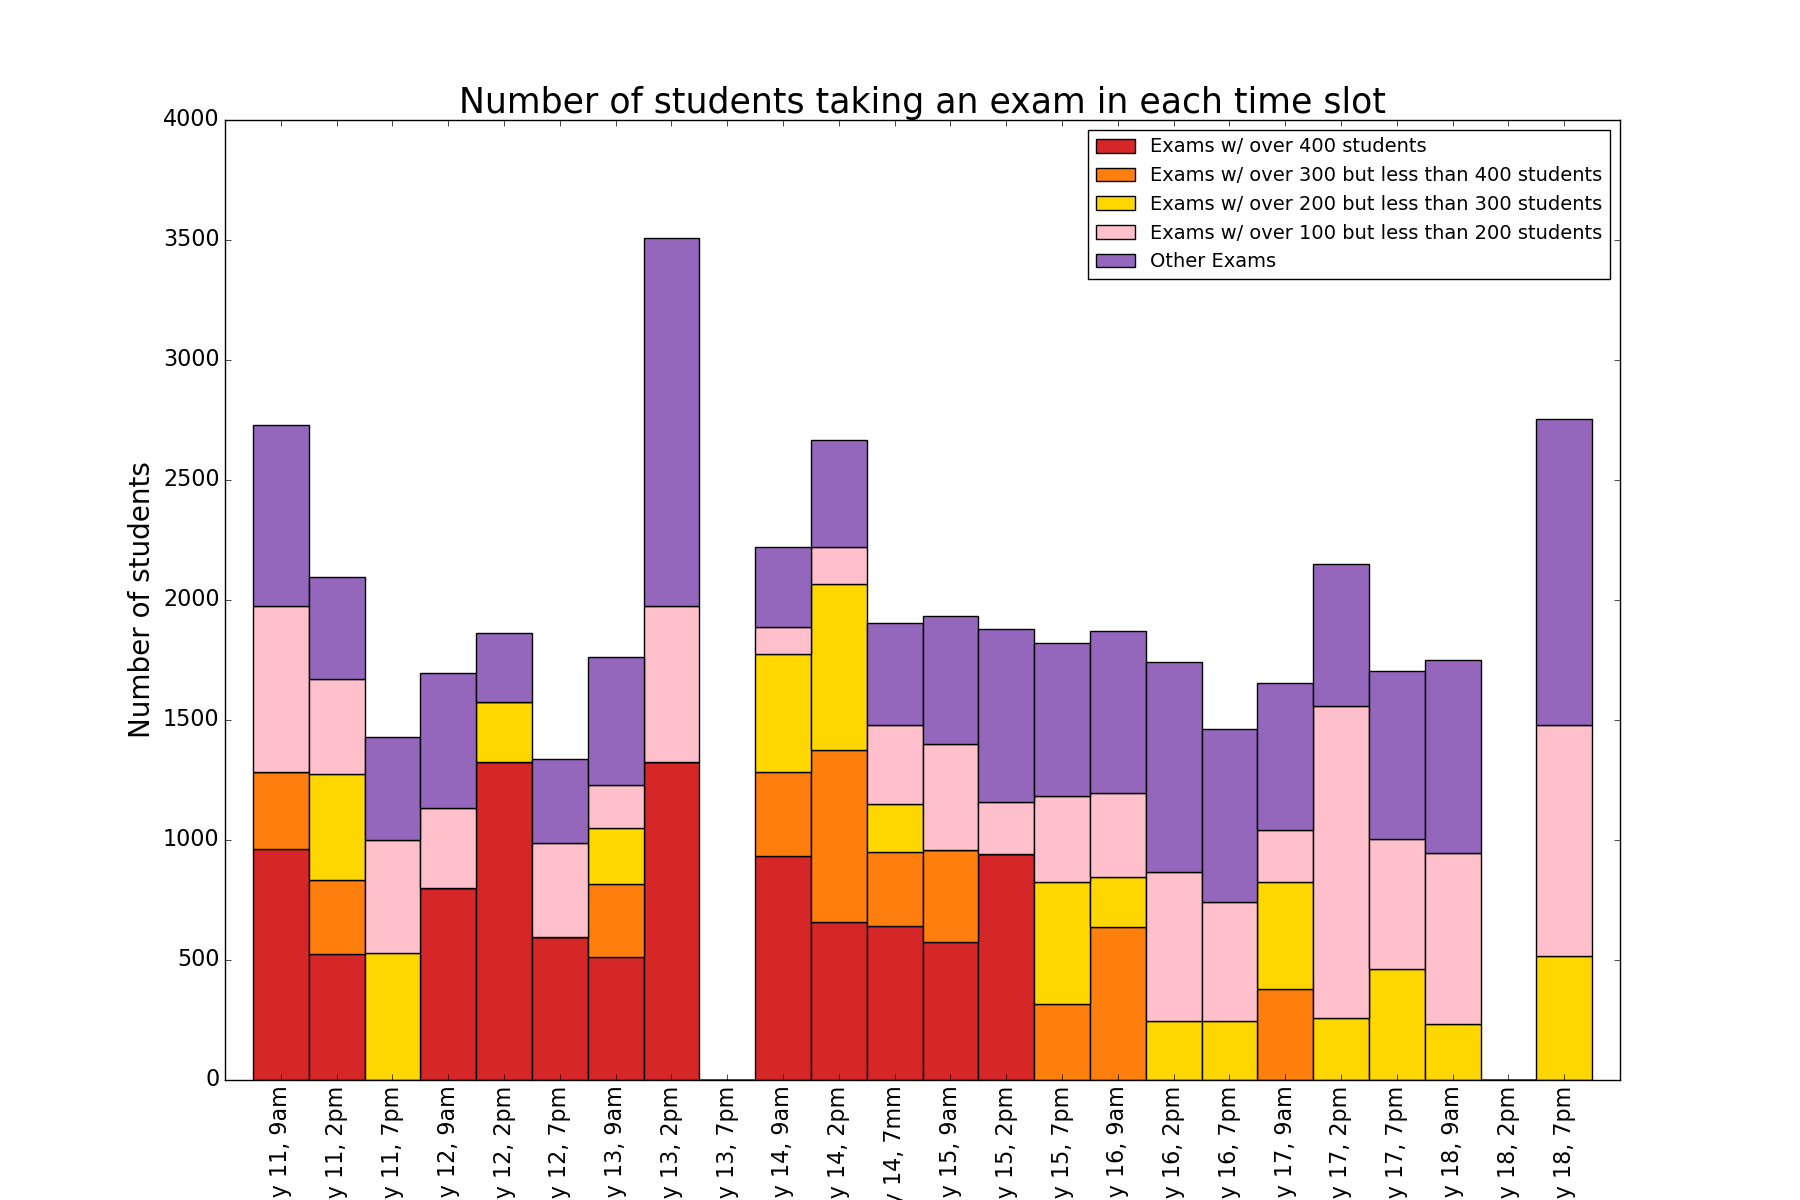 Number of students taking an exam in each time slot
Number of students
4000
3500
3000
2500
2000
1500
1000
500
0
Exams w/ over 400 students
Exams w/ over 300 but less than 400 students
Exams w/ over 200 but less than 300 students
Exams w/ over 100 but less than 200 students
Other Exams
y 11, 9am
y 11, 2pm
y 11, 7pm
y 12, 9am
y 12, 2pm
y 12, 7pm
y 13, 9am
y 13, 2pm
y 13, 7pm
y 14, 9am
y 14, 2pm
y 14, 7mm
y 15, 9am
y 15, 2pm
y 15, 7pm
y 16, 9am
y 16, 2pm
y 16, 7pm
y 17, 9am
y 17, 2pm
y 17, 7pm
y 18, 9am
y 18, 2pm
y 18, 7pm